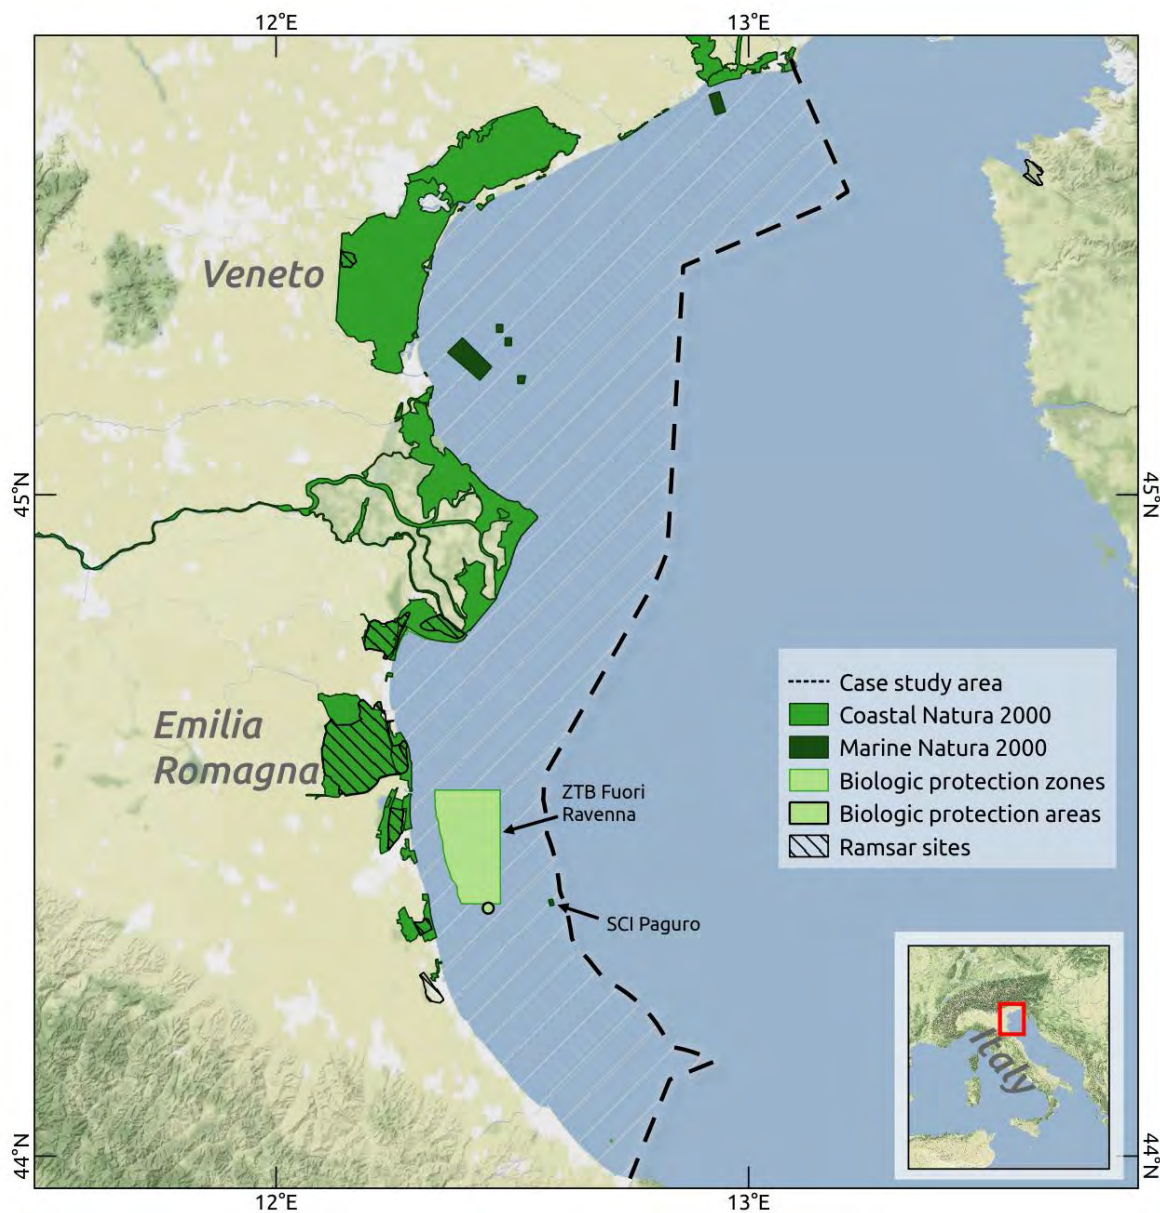 12°E
13°E
Veneto
45°N
45°N
Emilia
Romagna
ZTB Fuori
Ravenna
SCI Paguro
Case study area
Coastal Natura 2000
Marine Natura 2000
Biologic protection zones
Biologic protection areas
Ramsar sites
Italy
44°N
44°N
12°E
13°E